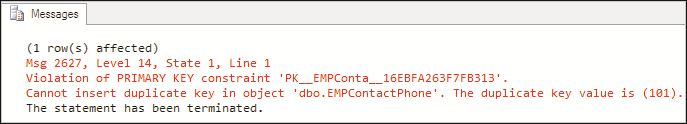 Messages
(1 row(s) affected)
Msg 2627, Level 14, State 1, Line 1
Violation of PRIMARY KEY constraint 'PK__EMPConta__16EBFA263F7FB313'.
Cannot insert duplicate key in object 'dbo.EMPContactPhone'. The duplicate key value is (101).
The statement has been terminated.